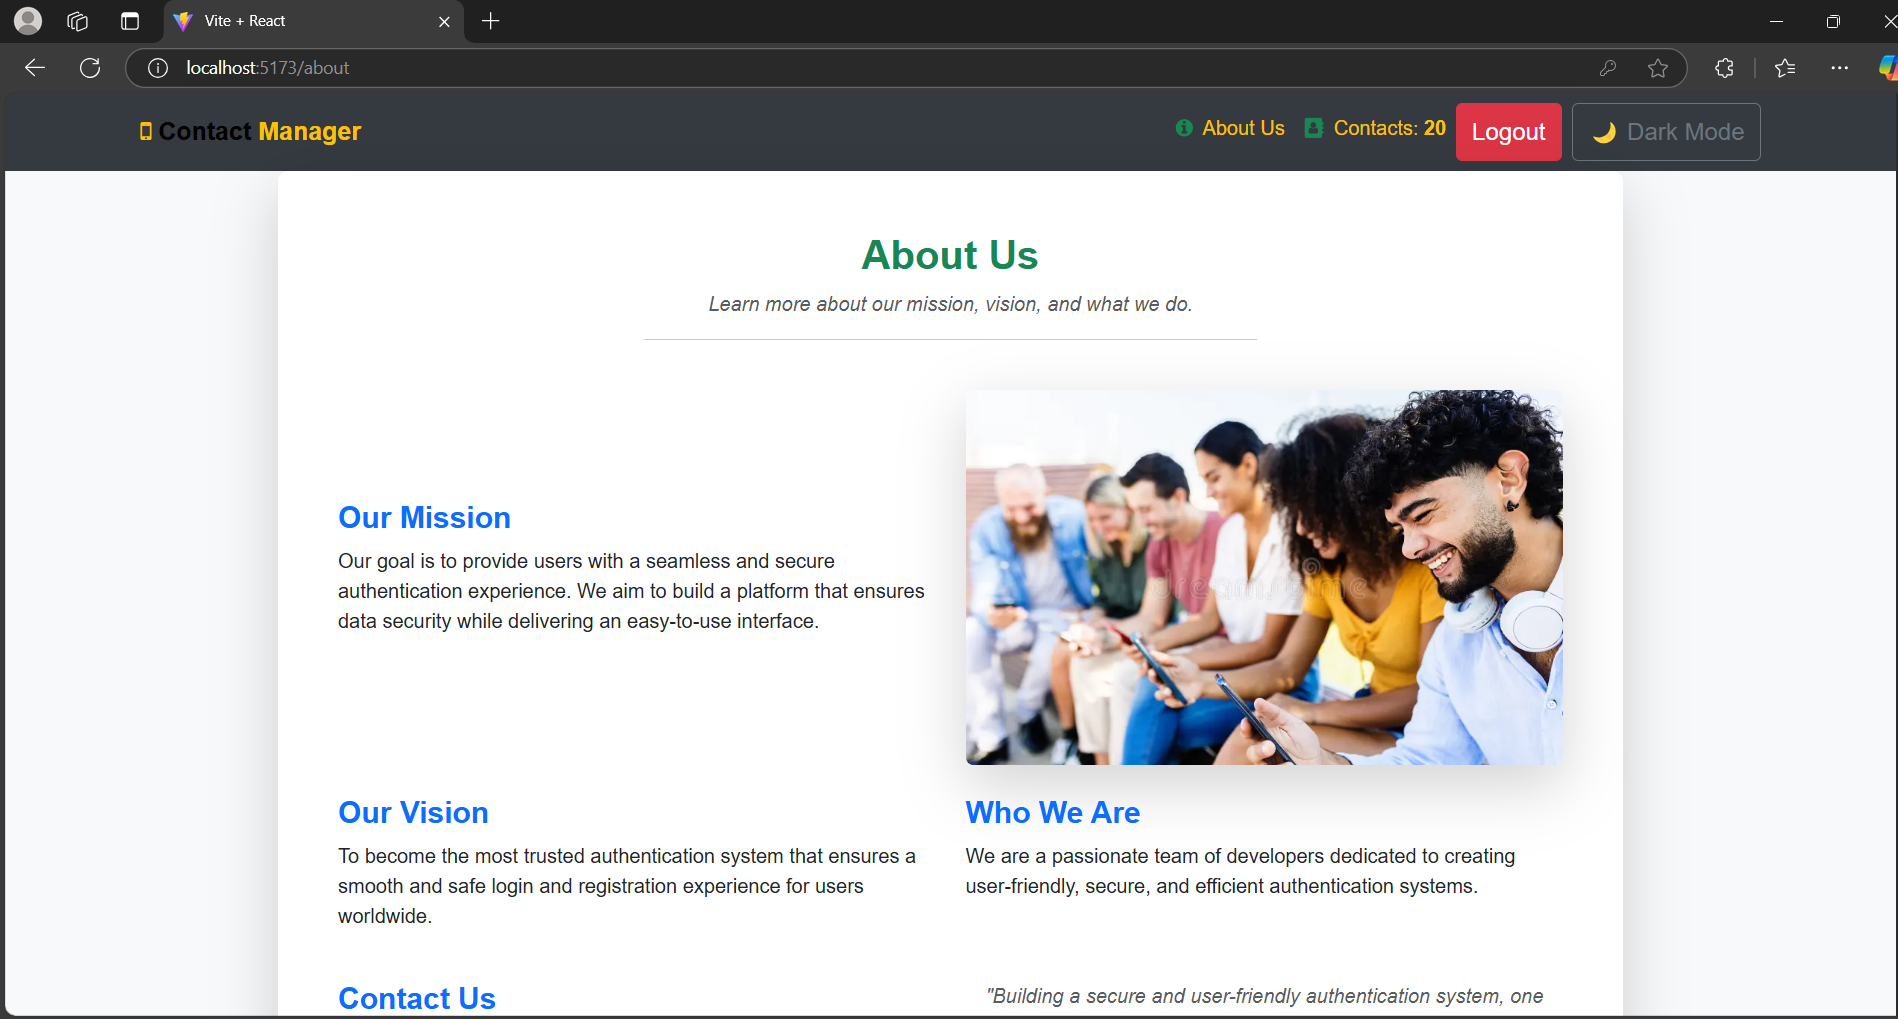 Vite + React
localhost:5173/about
Contact Manager
About Us
Contacts: 20
Logout
🌙 Dark Mode
About Us
Learn more about our mission, vision, and what we do.
Our Mission
Our goal is to provide users with a seamless and secure
authentication experience. We aim to build a platform that ensures
data security while delivering an easy-to-use interface.
dreamstime
Our Vision
To become the most trusted authentication system that ensures a
smooth and safe login and registration experience for users
worldwide.
Who We Are
We are a passionate team of developers dedicated to creating
user-friendly, secure, and efficient authentication systems.
Contact Us
"Building a secure and user-friendly authentication system, one